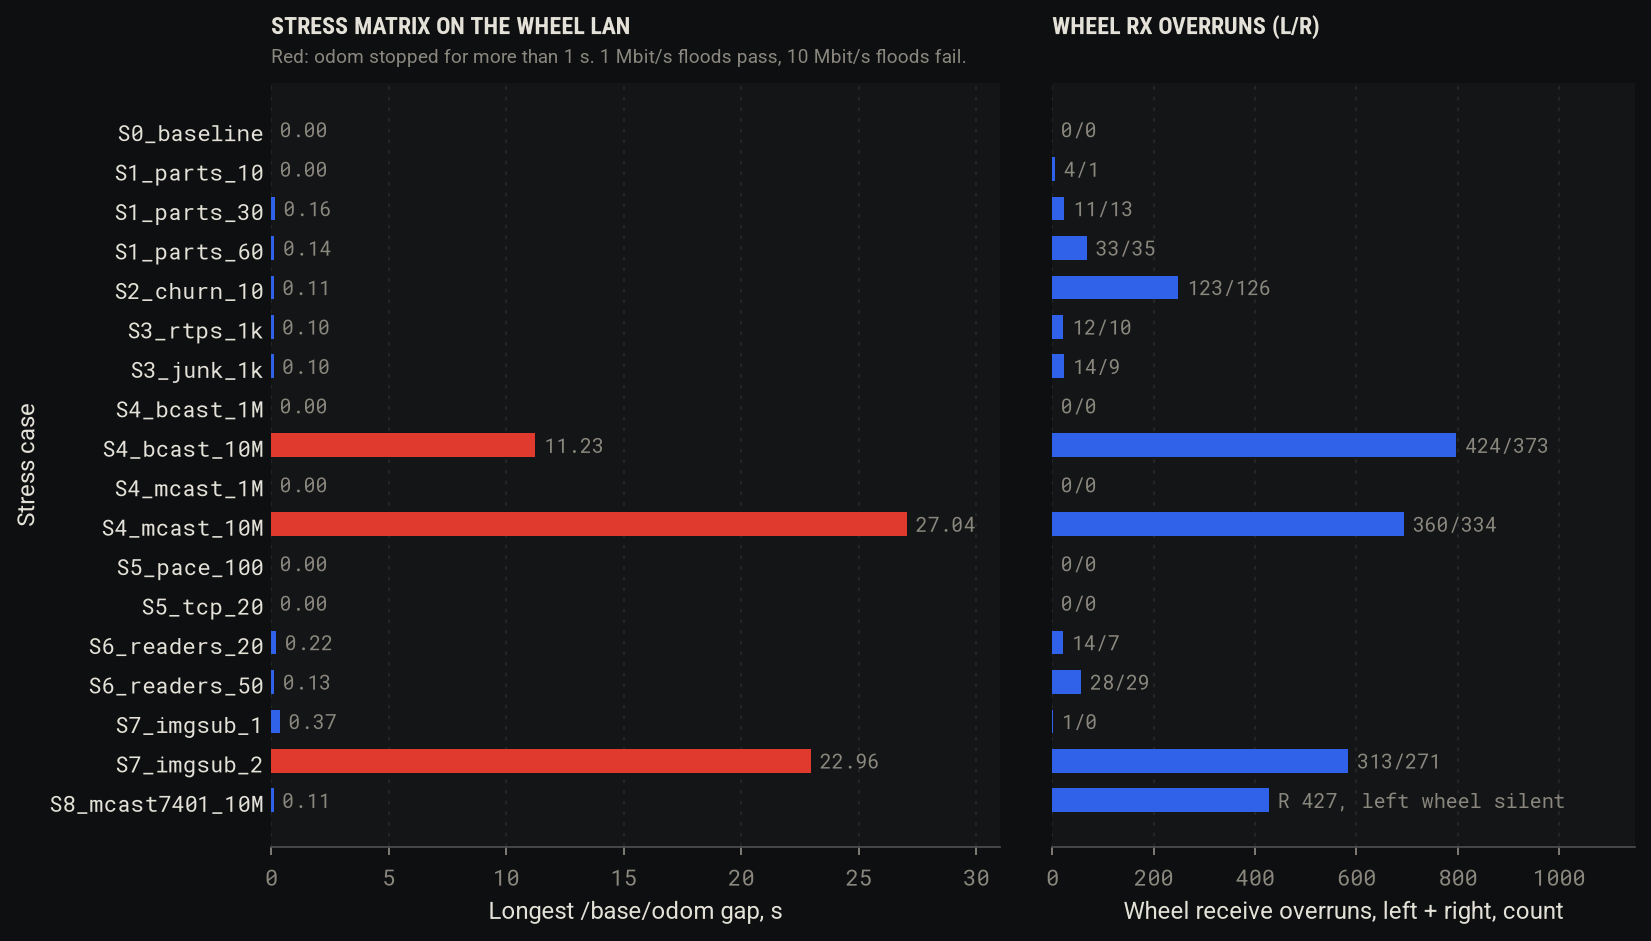 STRESS MATRIX ON THE WHEEL LAN
Red: odom stopped for more than 1 s. 1 Mbit/s floods pass, 10 Mbit/s floods fail.
WHEEL RX OVERRUNS (L/R)
Stress case
S0_baseline 0.00 0/0
S1_parts_10 0.00 4/1
S1_parts_30 0.16 11/13
S1_parts_60 0.14 33/35
S2_churn_10 0.11 123/126
S3_rtps_1k 0.10 12/10
S3_junk_1k 0.10 14/9
S4_bcast_1M 0.00 0/0
S4_bcast_10M 11.23 424/373
S4_mcast_1M 0.00 0/0
S4_mcast_10M 27.04 360/334
S5_pace_100 0.00 0/0
S5_tcp_20 0.00 0/0
S6_readers_20 0.22 14/7
S6_readers_50 0.13 28/29
S7_imgsub_1 0.37 1/0
S7_imgsub_2 22.96 313/271
S8_mcast7401_10M 0.11 R 427, left wheel silent
0 5 10 15 20 25 30
Longest /base/odom gap, s
0 200 400 600 800 1000
Wheel receive overruns, left + right, count